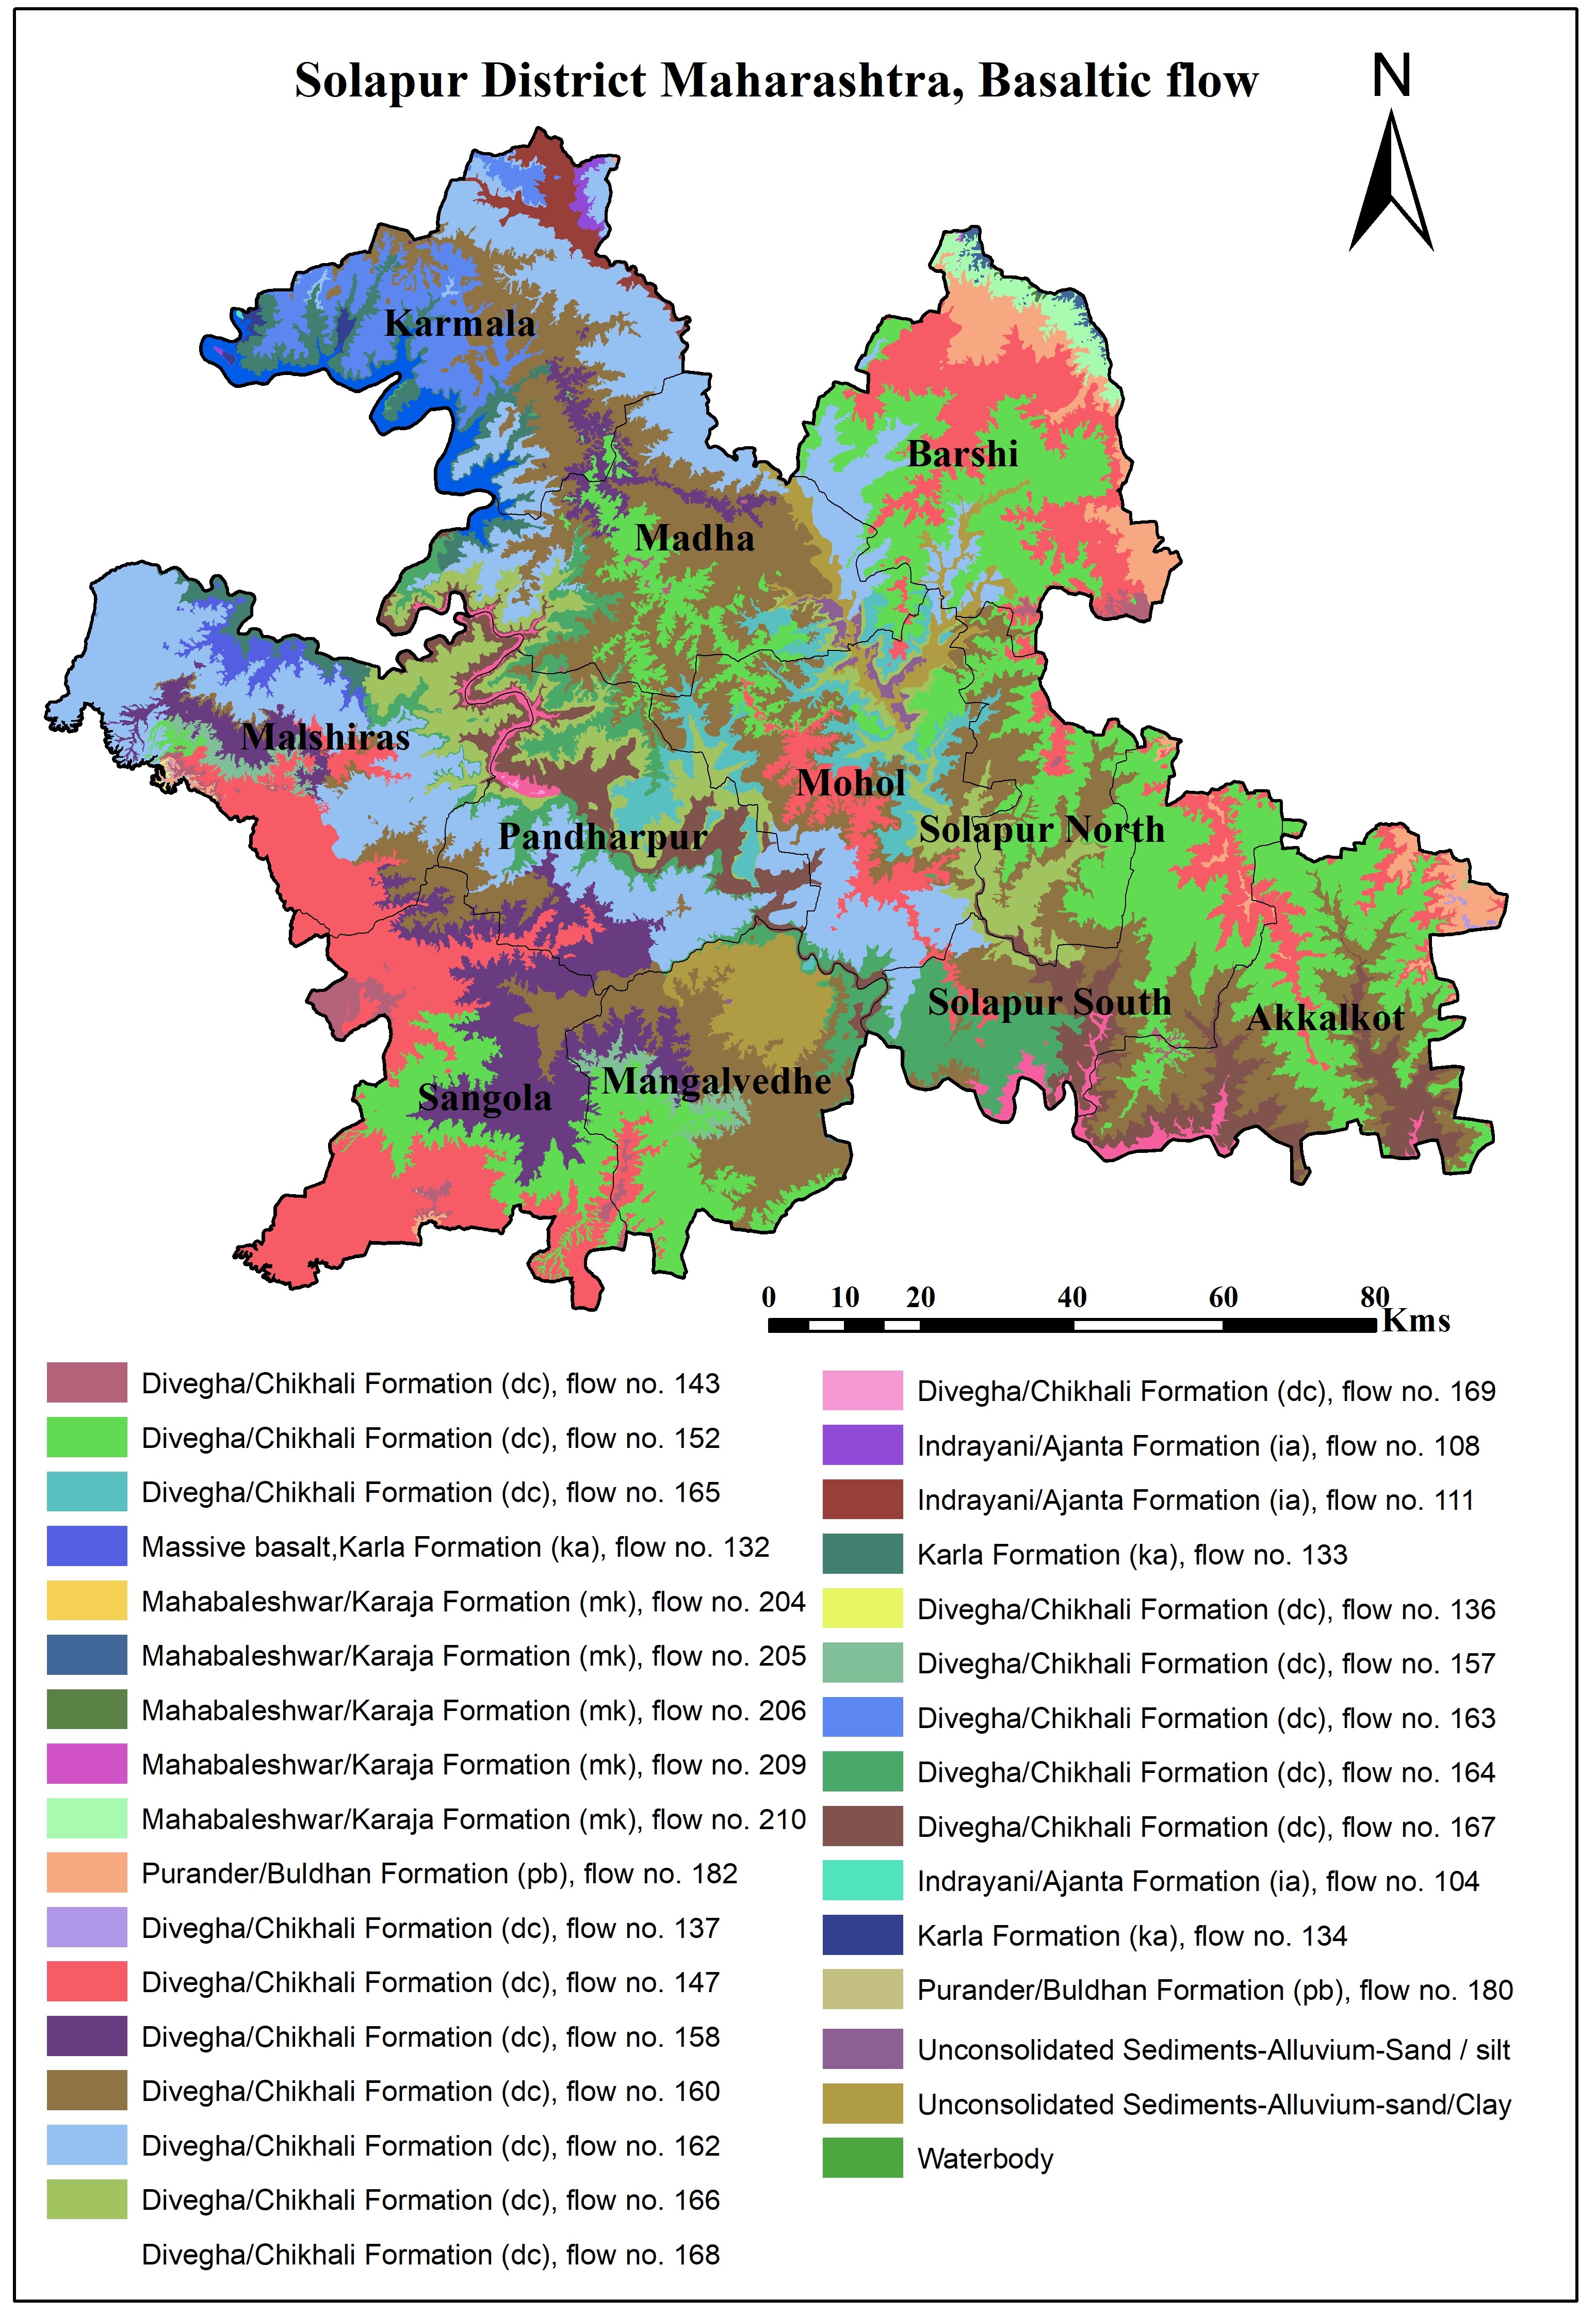 Solapur District Maharashtra, Basaltic flow
N
Karmala
Barshi
Madha
Malshiras
Mohol
Pandharpur
Solapur North
Solapur South
Akkalkot
Mangalvedhe
Sangola
0 10 20 40 60 80
Kms
Divegha/Chikhali Formation (dc), flow no. 143
Divegha/Chikhali Formation (dc), flow no. 152
Divegha/Chikhali Formation (dc), flow no. 165
Massive basalt,Karla Formation (ka), flow no. 132
Mahabaleshwar/Karaja Formation (mk), flow no. 204
Mahabaleshwar/Karaja Formation (mk), flow no. 205
Mahabaleshwar/Karaja Formation (mk), flow no. 206
Mahabaleshwar/Karaja Formation (mk), flow no. 209
Mahabaleshwar/Karaja Formation (mk), flow no. 210
Purander/Buldhan Formation (pb), flow no. 182
Divegha/Chikhali Formation (dc), flow no. 137
Divegha/Chikhali Formation (dc), flow no. 147
Divegha/Chikhali Formation (dc), flow no. 158
Divegha/Chikhali Formation (dc), flow no. 160
Divegha/Chikhali Formation (dc), flow no. 162
Divegha/Chikhali Formation (dc), flow no. 166
Divegha/Chikhali Formation (dc), flow no. 168
Divegha/Chikhali Formation (dc), flow no. 169
Indrayani/Ajanta Formation (ia), flow no. 108
Indrayani/Ajanta Formation (ia), flow no. 111
Karla Formation (ka), flow no. 133
Divegha/Chikhali Formation (dc), flow no. 136
Divegha/Chikhali Formation (dc), flow no. 157
Divegha/Chikhali Formation (dc), flow no. 163
Divegha/Chikhali Formation (dc), flow no. 164
Divegha/Chikhali Formation (dc), flow no. 167
Indrayani/Ajanta Formation (ia), flow no. 104
Karla Formation (ka), flow no. 134
Purander/Buldhan Formation (pb), flow no. 180
Unconsolidated Sediments-Alluvium-Sand / silt
Unconsolidated Sediments-Alluvium-sand/Clay
Waterbody